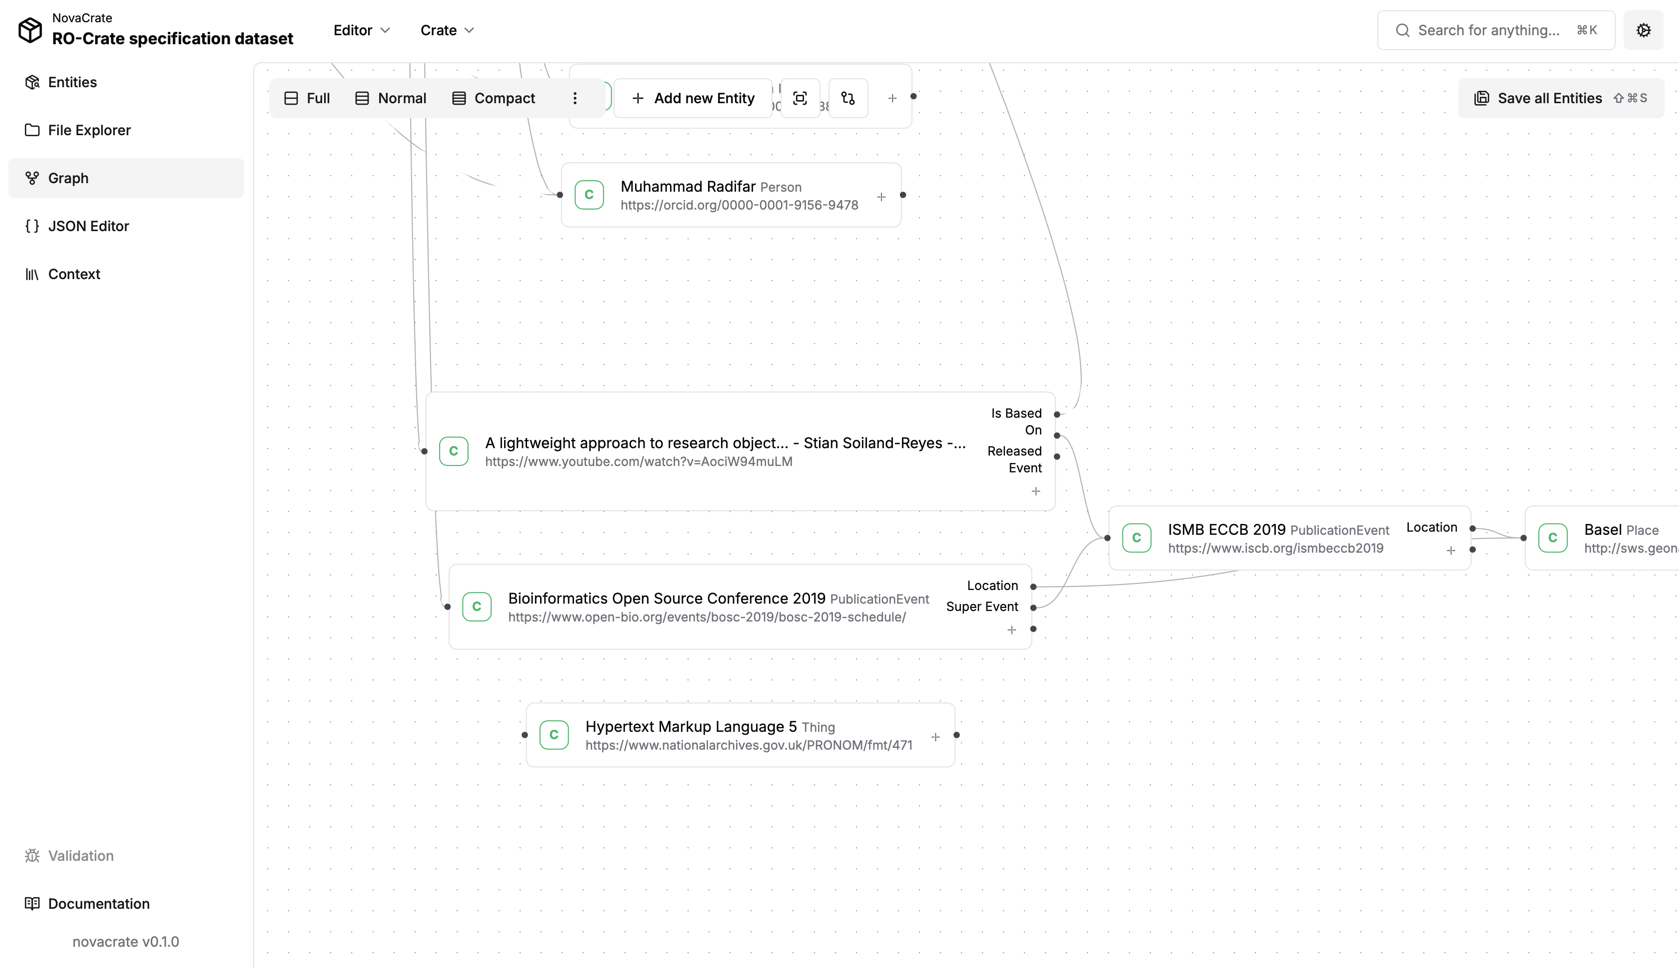 NovaCrate
RO-Crate specification dataset
Editor
Crate
Search for anything...
⌘K
Entities
File Explorer
Graph
JSON Editor
Context
Validation
Documentation
novacrate v0.1.0
Full
Normal
Compact
Add new Entity
Save all Entities ⇧⌘S
C
Muhammad Radifar Person
https://orcid.org/0000-0001-9156-9478
C
A lightweight approach to research object... - Stian Soiland-Reyes -...
https://www.youtube.com/watch?v=AociW94muLM
Is Based
On
Released
Event
C
ISMB ECCB 2019 PublicationEvent
https://www.iscb.org/ismbeccb2019
Location
C
Basel Place
http://sws.geon
C
Bioinformatics Open Source Conference 2019 PublicationEvent
https://www.open-bio.org/events/bosc-2019/bosc-2019-schedule/
Location
Super Event
C
Hypertext Markup Language 5 Thing
https://www.nationalarchives.gov.uk/PRONOM/fmt/471